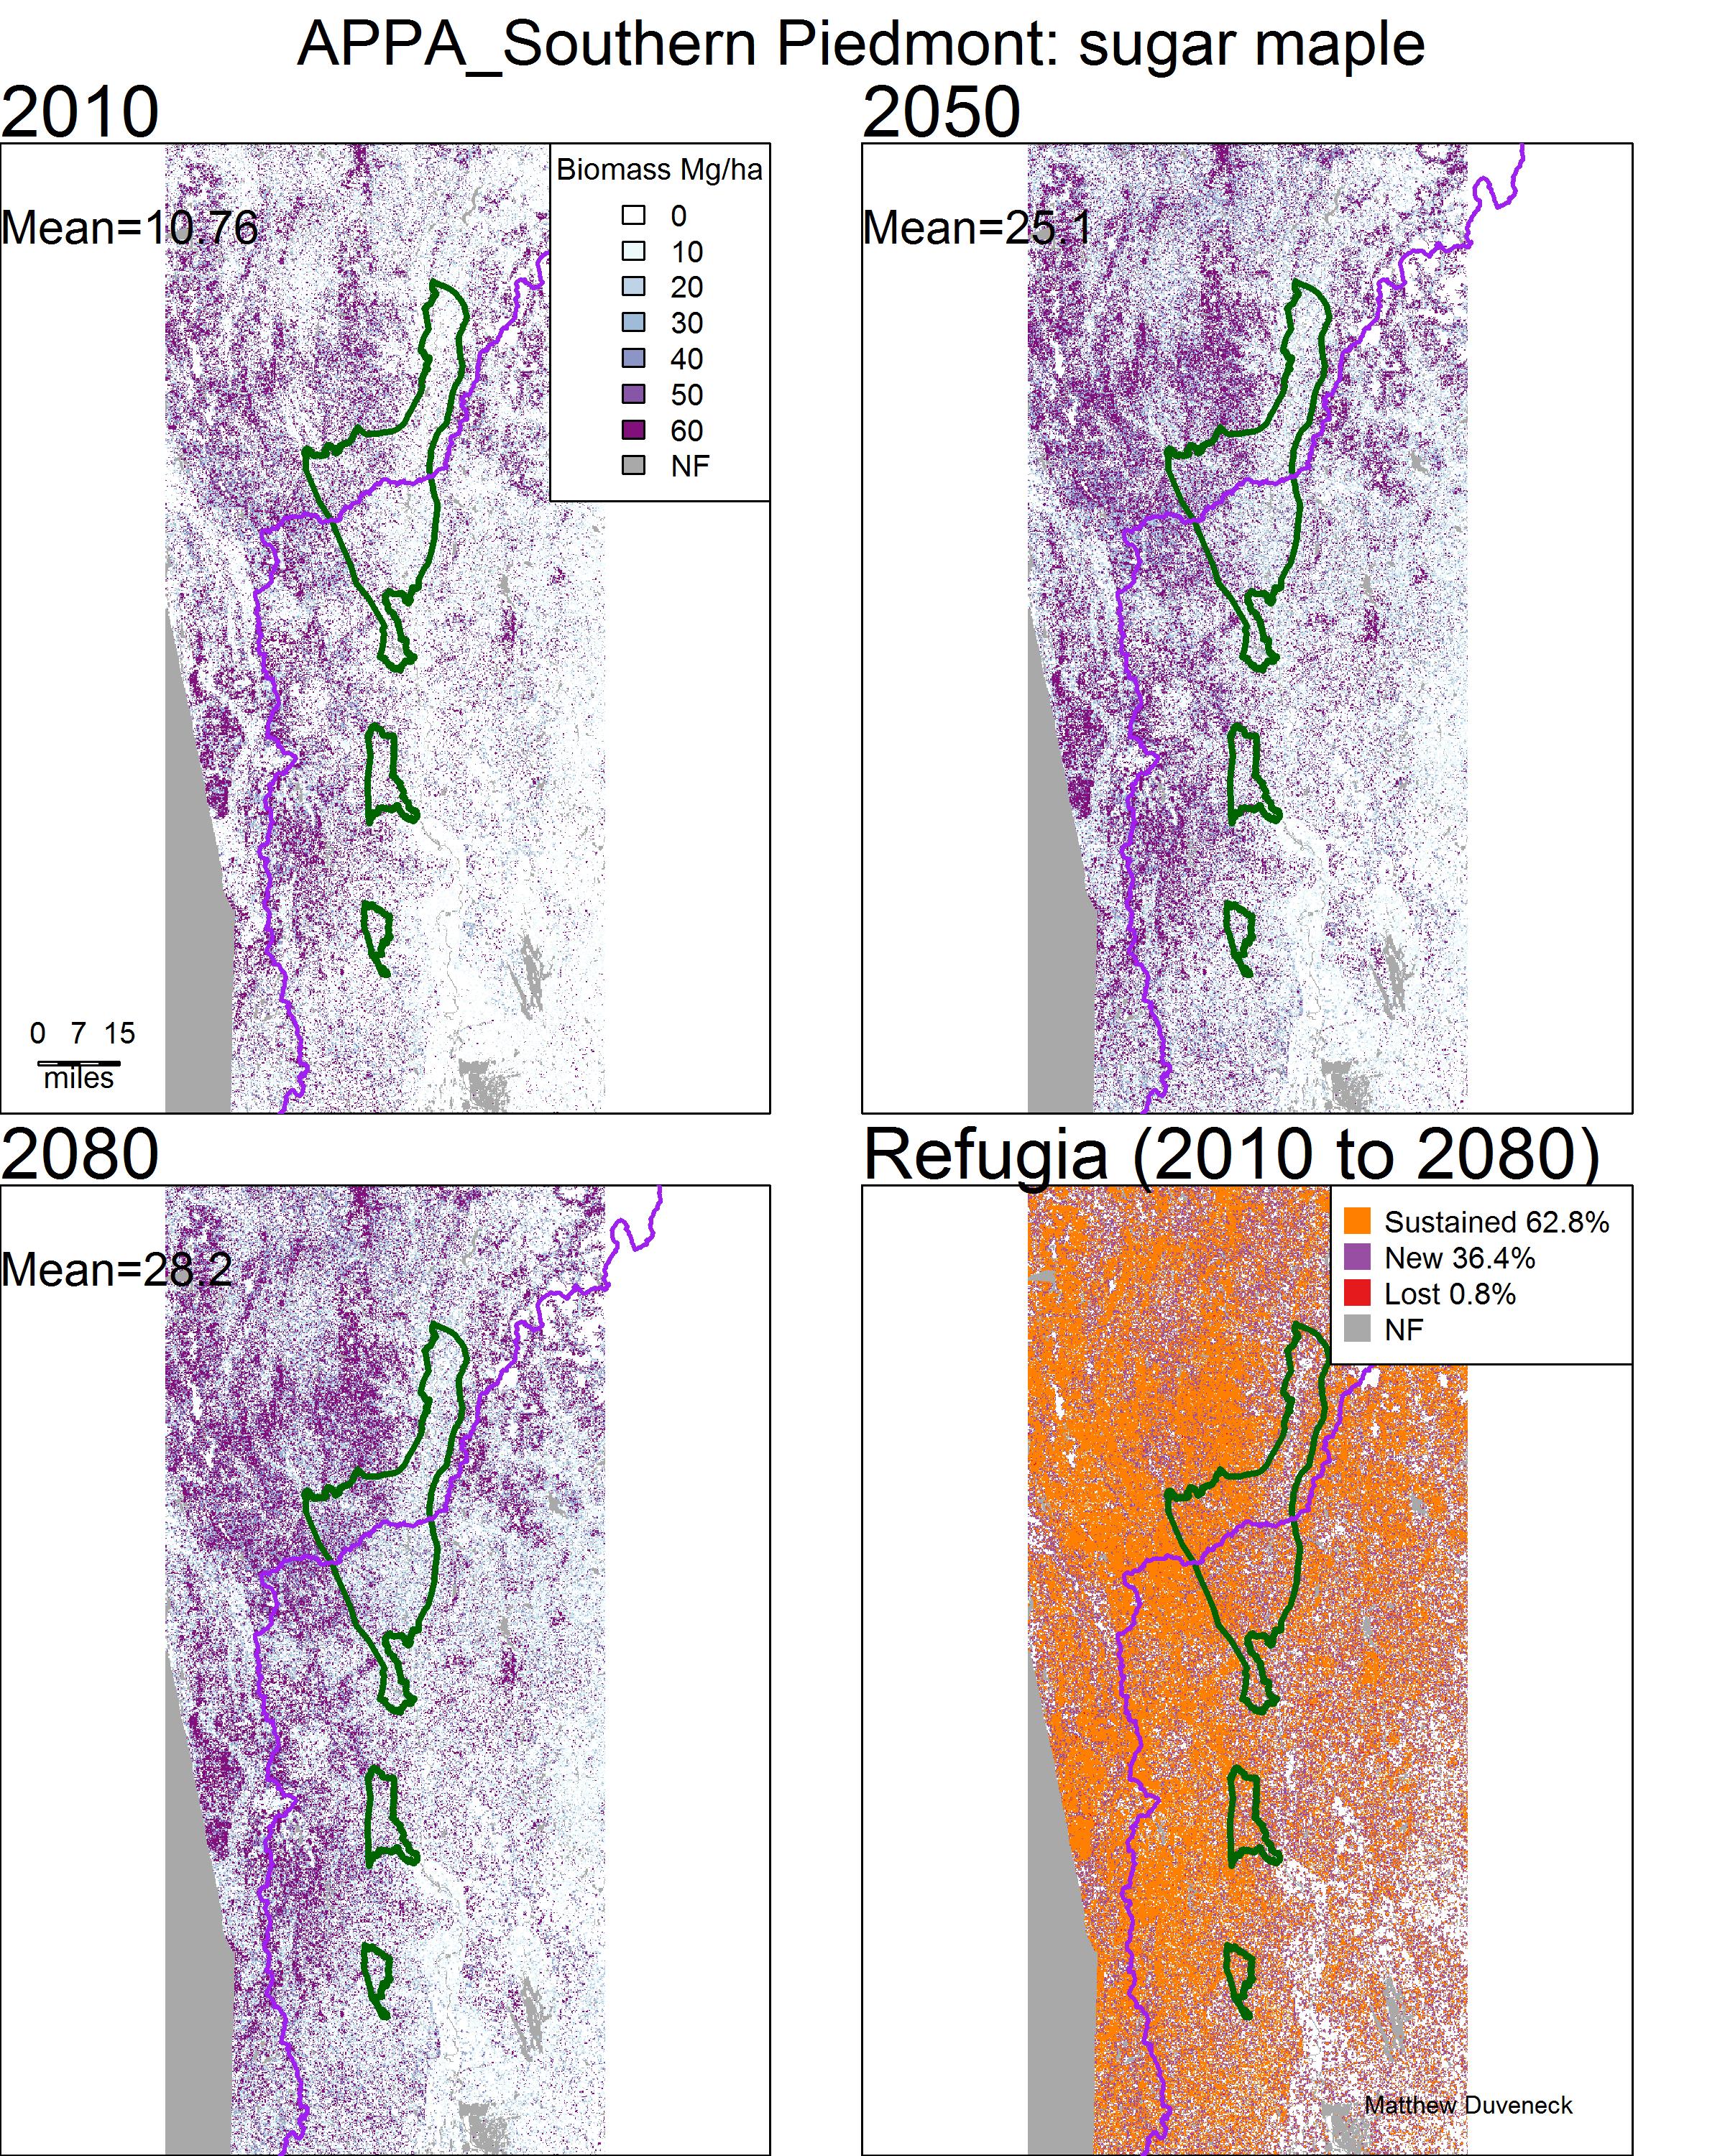 APPA_Southern Piedmont: sugar maple
2010
2050
Biomass Mg/ha
0
10
20
30
40
50
60
NF
Mean=10.76
Mean=25.1
0 7 15
miles
2080
Refugia (2010 to 2080)
Mean=28.2
Sustained 62.8%
New 36.4%
Lost 0.8%
NF
Matthew Duveneck